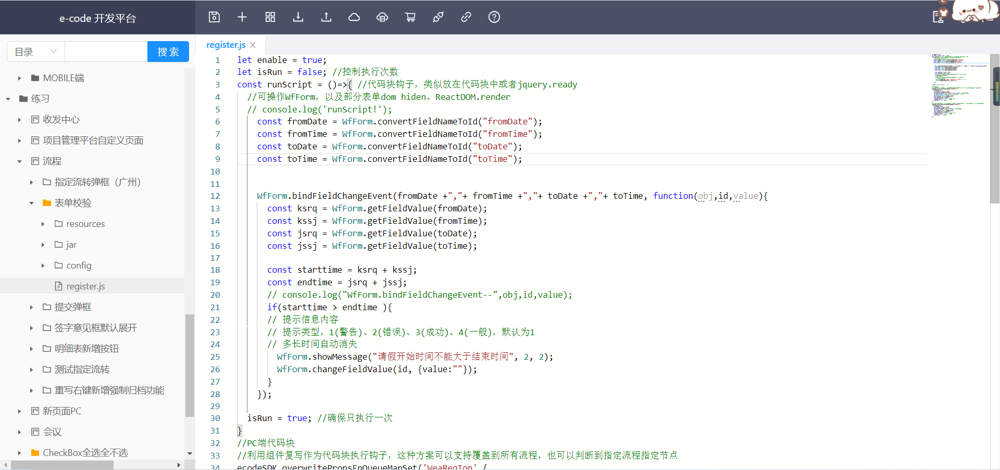 e-code 开发平台
目录
搜 索
MOBILE端
练习
收发中心
项目管理平台自定义页面
流程
指定流转弹框（广州）
表单校验
resources
jar
config
register.js
提交弹框
签字意见框默认展开
明细表新增按钮
测试指定流转
重写右键新增强制归档功能
新页面PC
会议
CheckBox全选全不选
register.js
1 let enable = true;
2 let isRun = false; //控制执行次数
3 const runScript = ()=>{ //代码块钩子，类似放在代码块中或者jquery.ready
4 //可操作WfForm，以及部分表单dom hiden、ReactDOM.render
5 // console.log('runScript!');
6 const fromDate = WfForm.convertFieldNameToId("fromDate");
7 const fromTime = WfForm.convertFieldNameToId("fromTime");
8 const toDate = WfForm.convertFieldNameToId("toDate");
9 const toTime = WfForm.convertFieldNameToId("toTime");
10
11
12 WfForm.bindFieldChangeEvent(fromDate +","+ fromTime +","+ toDate +","+ toTime, function(obj,id,value){
13 const ksrq = WfForm.getFieldValue(fromDate);
14 const kssj = WfForm.getFieldValue(fromTime);
15 const jsrq = WfForm.getFieldValue(toDate);
16 const jssj = WfForm.getFieldValue(toTime);
17
18 const starttime = ksrq + kssj;
19 const endtime = jsrq + jssj;
20 // console.log("WfForm.bindFieldChangeEvent--",obj,id,value);
21 if(starttime > endtime ){
22 // 提示信息内容
23 // 提示类型，1(警告)、2(错误)、3(成功)、4(一般)，默认为1
24 // 多长时间自动消失
25 WfForm.showMessage("请假开始时间不能大于结束时间", 2, 2);
26 WfForm.changeFieldValue(id, {value:""});
27 }
28 });
29
30 isRun = true; //确保只执行一次
31 }
32 //PC端代码块
33 //利用组件复写作为代码块执行钩子，这种方案可以支持覆盖到所有流程，也可以判断到指定流程指定节点
34 ecodeSDK.overwritePropsFnQueueMapSet('WeaReqTop',{